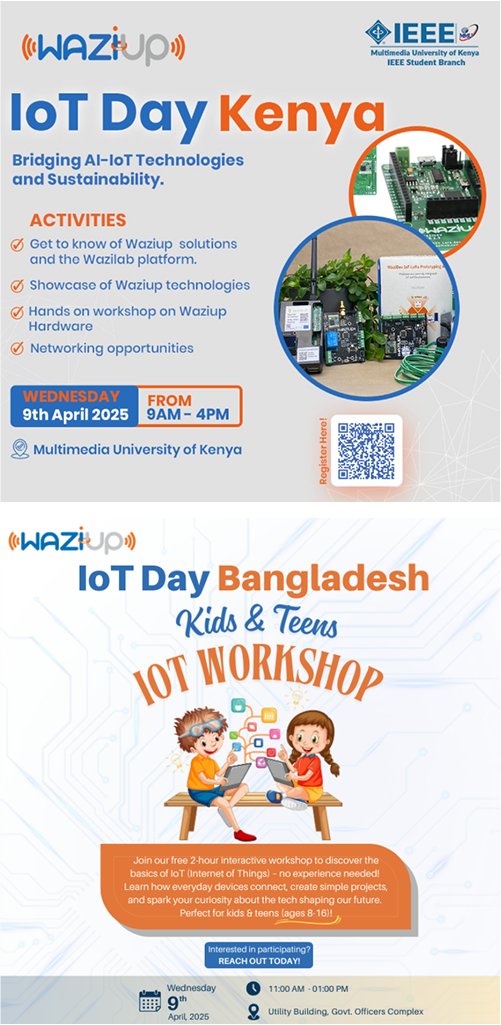 WAZIUP
IEEE
Multimedia University of Kenya
IEEE Student Branch
IoT Day Kenya
Bridging AI-IoT Technologies
and Sustainability.
ACTIVITIES
Get to know of Waziup solutions
and the Wazilab platform.
Showcase of Waziup technologies
Hands on workshop on Waziup
Hardware
Networking opportunities
WEDNESDAY
9th April 2025
FROM
9AM - 4PM
Multimedia University of Kenya
Register Here!
WAZIUP
IoT Day Bangladesh
Kids & Teens
IOT WORKSHOP
Join our free 2-hour interactive workshop to discover the
basics of IoT (Internet of Things) – no experience needed!
Learn how everyday devices connect, create simple projects,
and spark your curiosity about the tech shaping our future.
Perfect for kids & teens (ages 8-16)!
Interested in participating?
REACH OUT TODAY!
Wednesday
9th
April, 2025
11:00 AM - 01:00 PM
Utility Building, Govt. Officers Complex